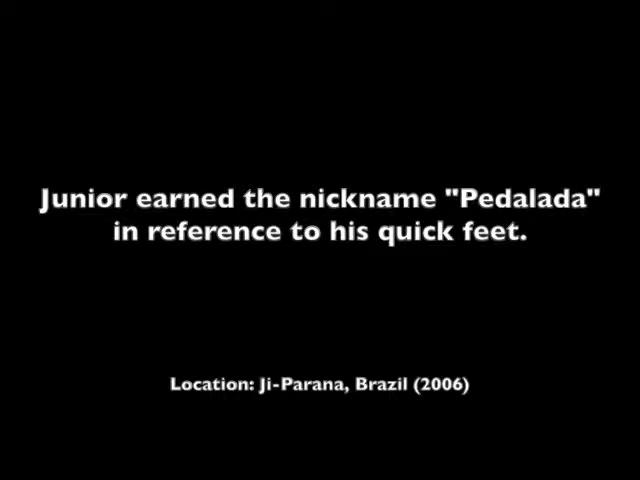 Junior earned the nickname "Pedalada"
in reference to his quick feet.
Location: Ji-Parana, Brazil (2006)